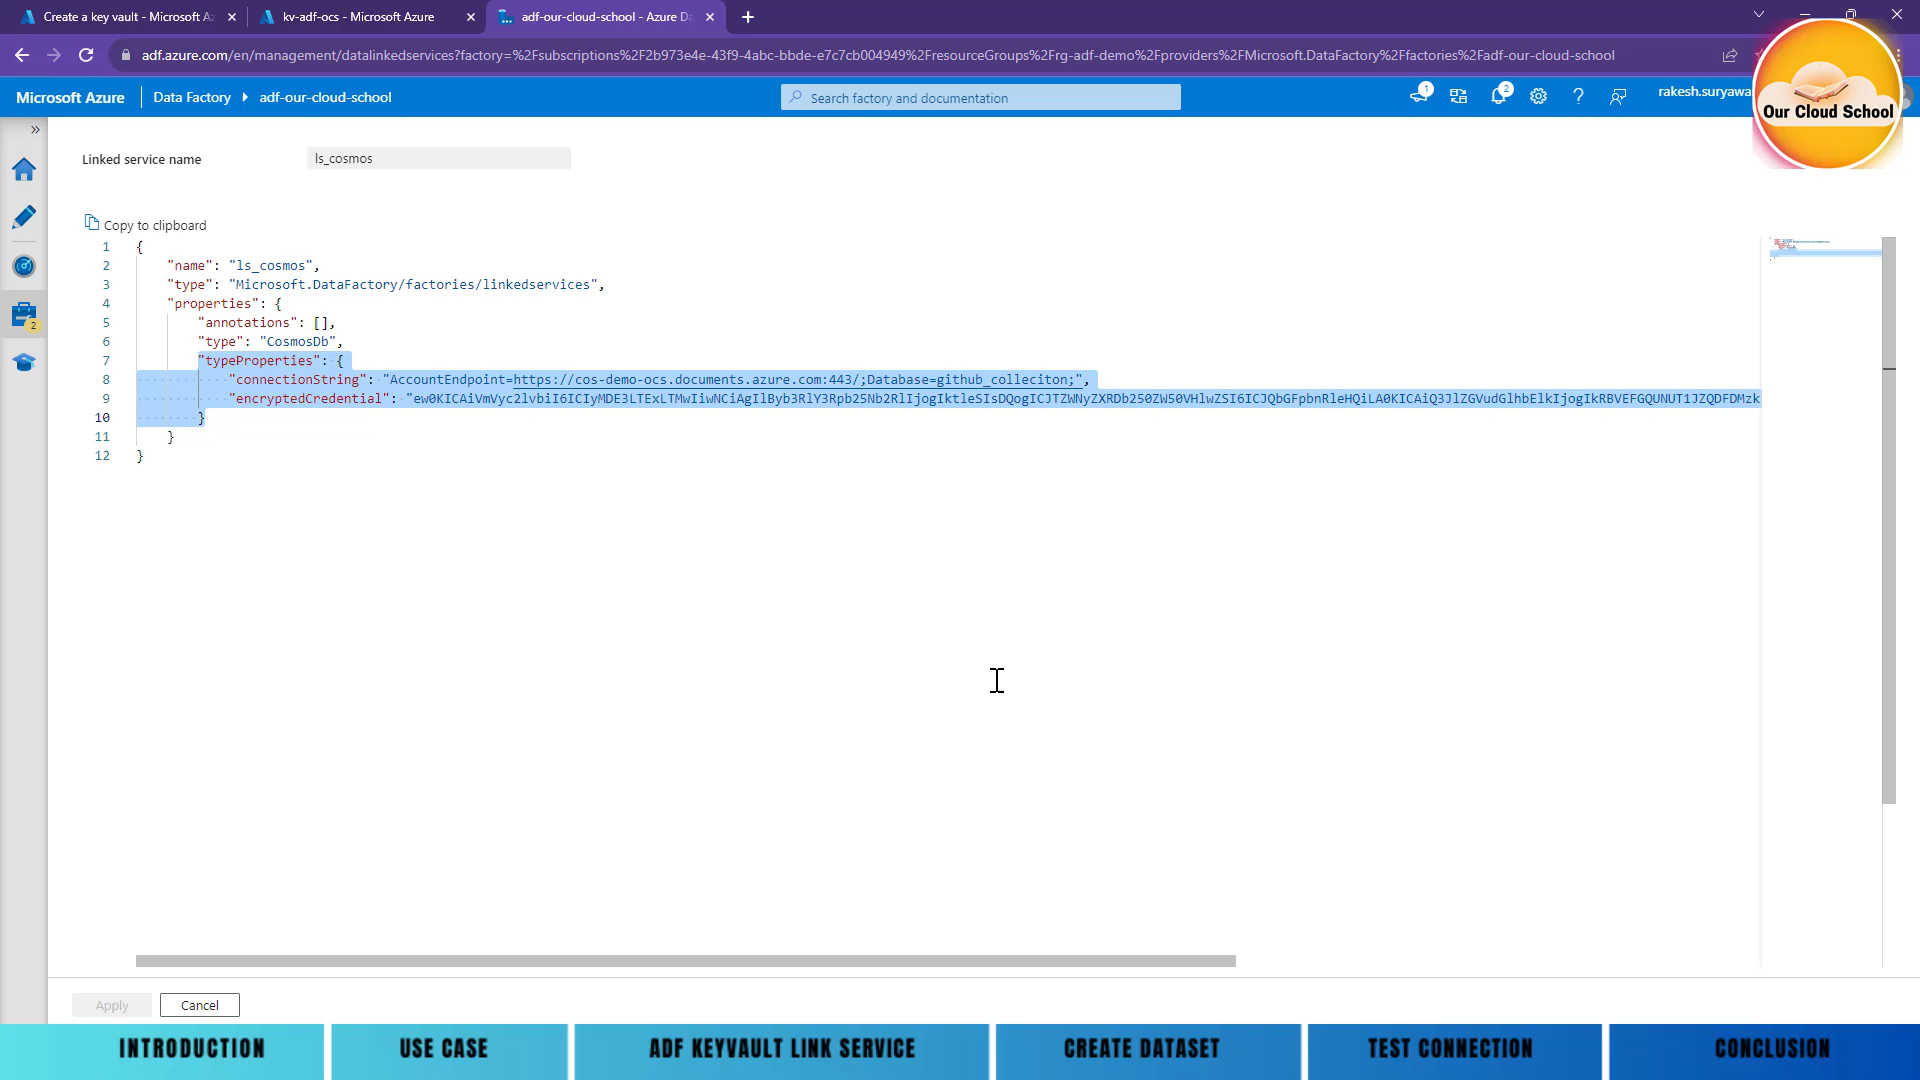 Create a key vault - Microsoft Az
kv-adf-ocs - Microsoft Azure
adf-our-cloud-school - Azure Da
adf.azure.com/en/management/datalinkedservices?factory=%2Fsubscriptions%2F2b973e4e-43f9-4abc-bbde-e7c7cb004949%2FresourceGroups%2Frg-adf-demo%2Fproviders%2FMicrosoft.DataFactory%2Ffactories%2Fadf-our-cloud-school
Microsoft Azure
Data Factory
adf-our-cloud-school
Search factory and documentation
1
2
rakesh.suryawa
Our Cloud School
Linked service name
ls_cosmos
Copy to clipboard
1 {
2 "name": "ls_cosmos",
3 "type": "Microsoft.DataFactory/factories/linkedservices",
4 "properties": {
5 "annotations": [],
6 "type": "CosmosDb",
7 "typeProperties": {
8 "connectionString": "AccountEndpoint=https://cos-demo-ocs.documents.azure.com:443/;Database=github_colleciton;",
9 "encryptedCredential":
10 }
11 }
12 }
2
Apply
Cancel
INTRODUCTION
USE CASE
ADF KEYVAULT LINK SERVICE
CREATE DATASET
TEST CONNECTION
CONCLUSION